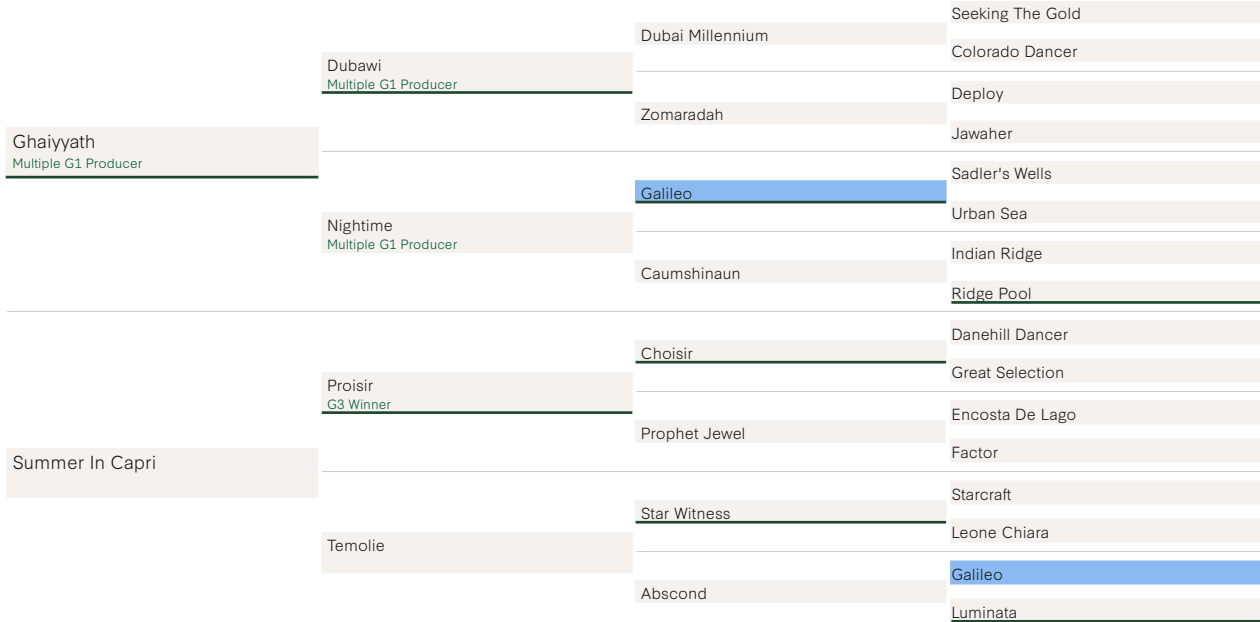 Seeking The Gold
Dubai Millennium
Colorado Dancer
Dubawi
Multiple G1 Producer
Deploy
Zomaradah
Jawaher
Ghaiyyath
Multiple G1 Producer
Sadler's Wells
Galileo
Urban Sea
Nightime
Multiple G1 Producer
Indian Ridge
Caumshinaun
Ridge Pool
Danehill Dancer
Choisir
Great Selection
Proisir
G3 Winner
Encosta De Lago
Prophet Jewel
Factor
Summer In Capri
Starcraft
Star Witness
Leone Chiara
Temolie
Galileo
Abscond
Luminata